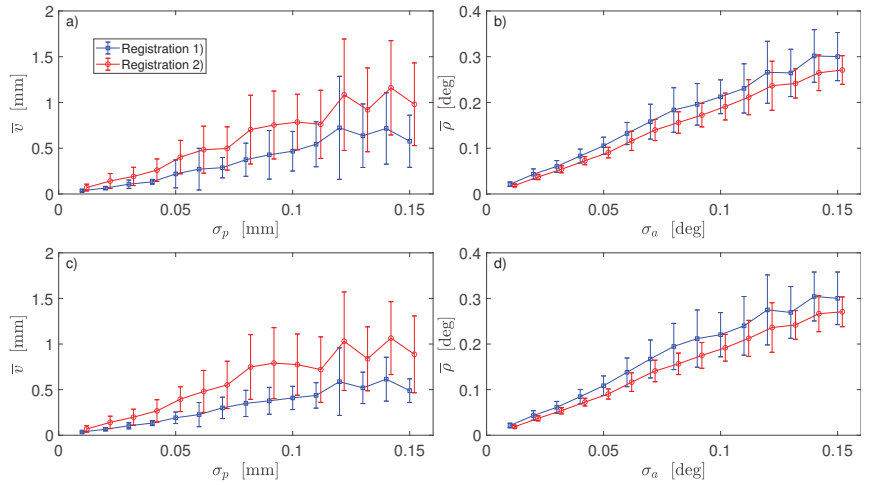 a)
Registration 1)
Registration 2)
2
1.5
1
0.5
0
v̅ [mm]
0
0.05
0.1
0.15
σp [mm]
b)
0.4
0.3
0.2
0.1
0
ρ̅ [deg]
0
0.05
0.1
0.15
σa [deg]
c)
2
1.5
1
0.5
0
v̅ [mm]
0
0.05
0.1
0.15
σp [mm]
d)
0.4
0.3
0.2
0.1
0
ρ̅ [deg]
0
0.05
0.1
0.15
σa [deg]